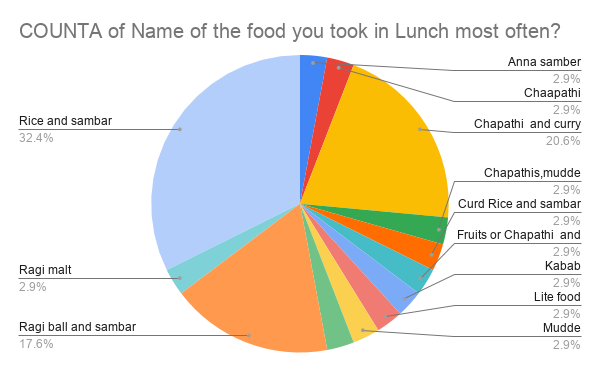 COUNTA of Name of the food you took in Lunch most often?
Anna samber
2.9%
Chaapathi
2.9%
Chapathi  and curry
20.6%
Chapathis,mudde
2.9%
Curd Rice and sambar
2.9%
Fruits or Chapathi  and
2.9%
Kabab
2.9%
Lite food
2.9%
Mudde
2.9%
Ragi ball and sambar
17.6%
Ragi malt
2.9%
Rice and sambar
32.4%